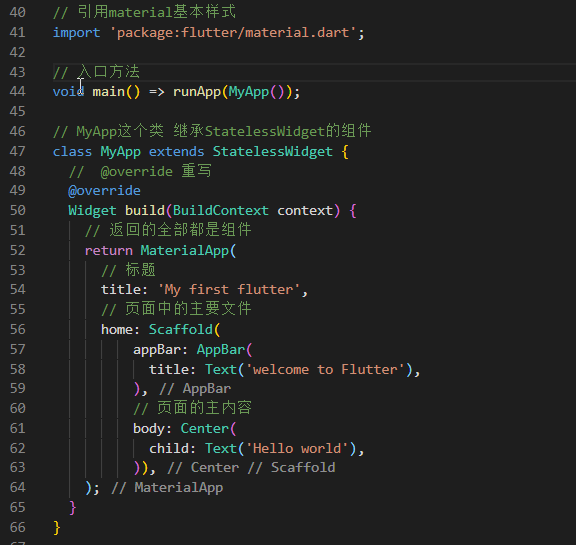 40 // 引用material基本样式
41 import 'package:flutter/material.dart';
42
43 // 入口方法
44 void main() => runApp(MyApp());
45
46 // MyApp这个类 继承StatelessWidget的组件
47 class MyApp extends StatelessWidget {
48   //  @override 重写
49   @override
50   Widget build(BuildContext context) {
51     // 返回的全部都是组件
52     return MaterialApp(
53       // 标题
54       title: 'My first flutter',
55       // 页面中的主要文件
56       home: Scaffold(
57           appBar: AppBar(
58             title: Text('welcome to Flutter'),
59           ), // AppBar
60           // 页面的主内容
61           body: Center(
62             child: Text('Hello world'),
63           )), // Center // Scaffold
64     ); // MaterialApp
65   }
66 }
67